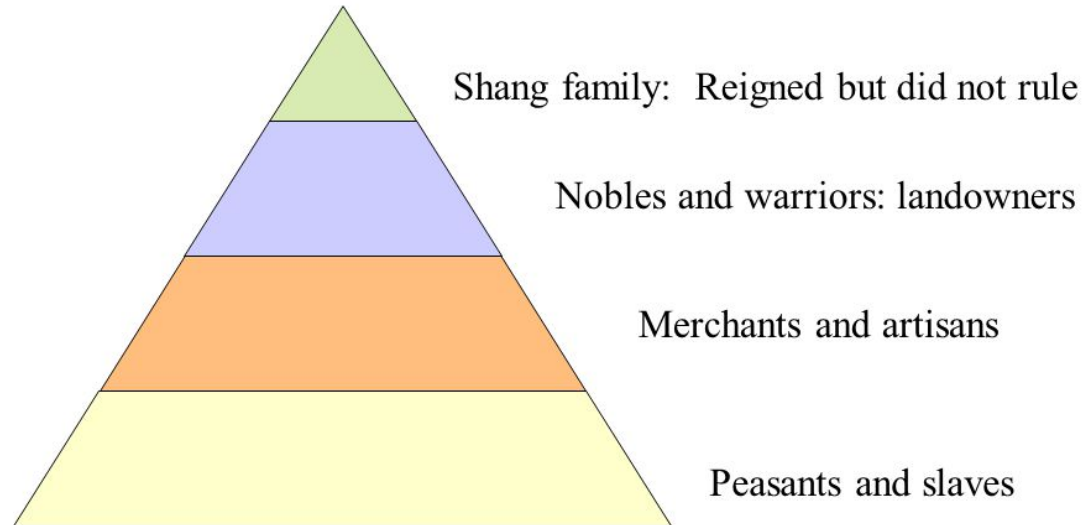 Shang family:  Reigned but did not rule
Nobles and warriors: landowners
Merchants and artisans
Peasants and slaves